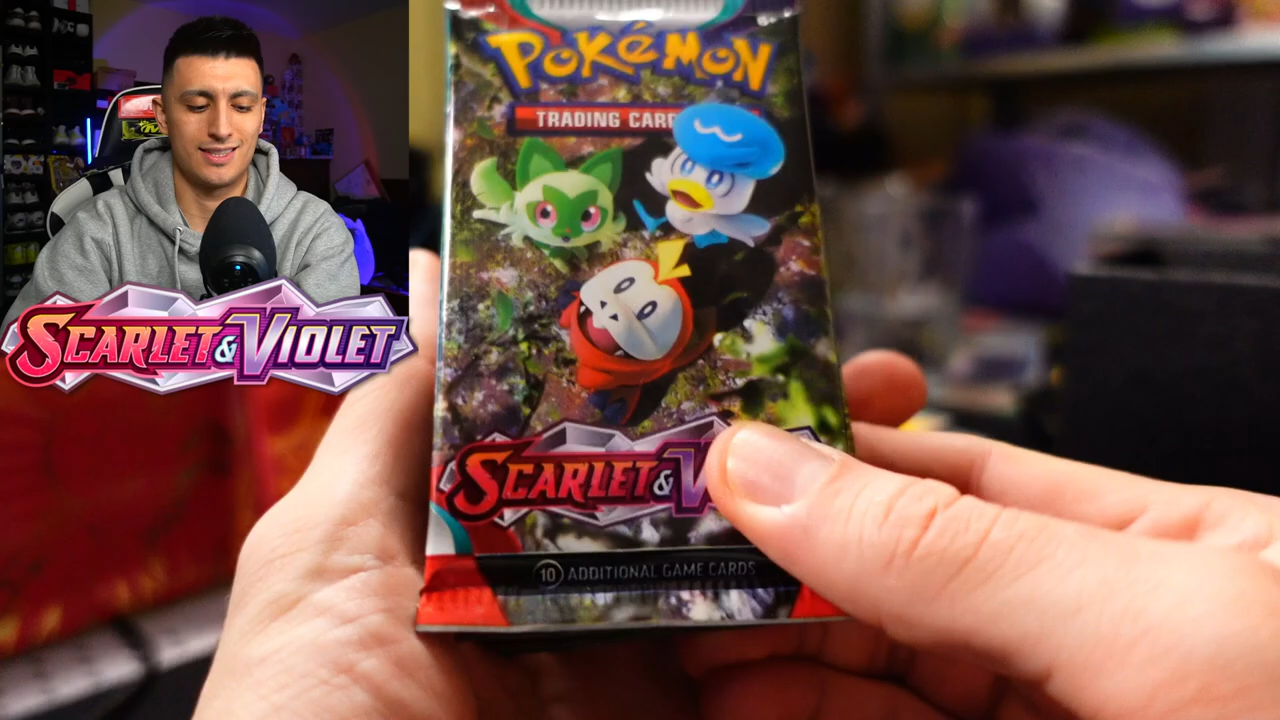 POKÉMON
TRADING CARD
SCARLET & VIOLET
SCARLET & V
10 ADDITIONAL GAME CARDS